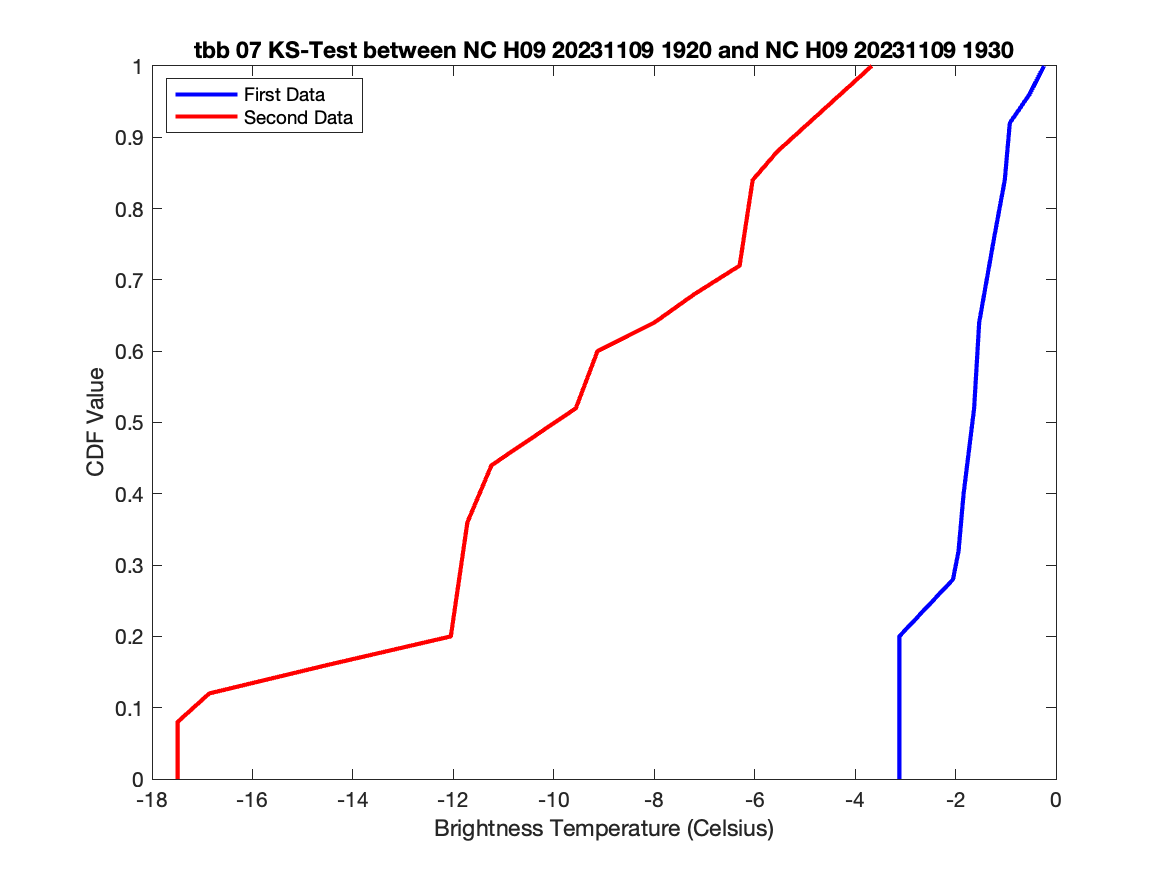 tbb 07 KS-Test between NC H09 20231109 1920 and NC H09 20231109 1930
First Data
Second Data
CDF Value
1
0.9
0.8
0.7
0.6
0.5
0.4
0.3
0.2
0.1
0
-18 -16 -14 -12 -10 -8 -6 -4 -2 0
Brightness Temperature (Celsius)